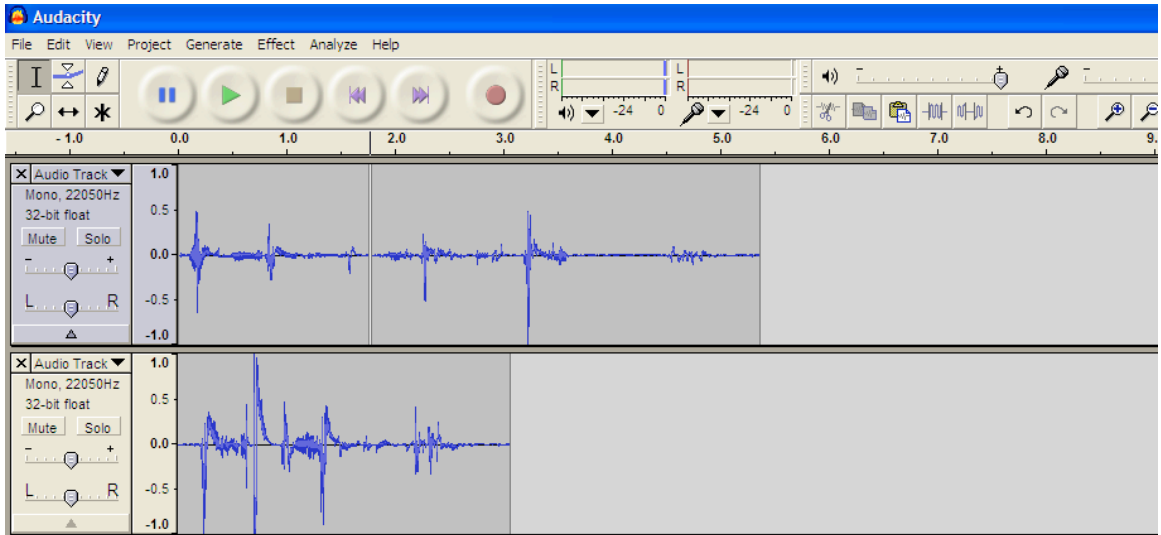 Audacity
File Edit View Project Generate Effect Analyze Help
L L
R R
-24 0 -24 0
- 1.0 0.0 1.0 2.0 3.0 4.0 5.0 6.0 7.0 8.0 9.
X Audio Track 1.0
Mono, 22050Hz
32-bit float 0.5
Mute Solo
- + 0.0
L R -0.5
-1.0
X Audio Track 1.0
Mono, 22050Hz
32-bit float 0.5
Mute Solo
- + 0.0
L R -0.5
-1.0